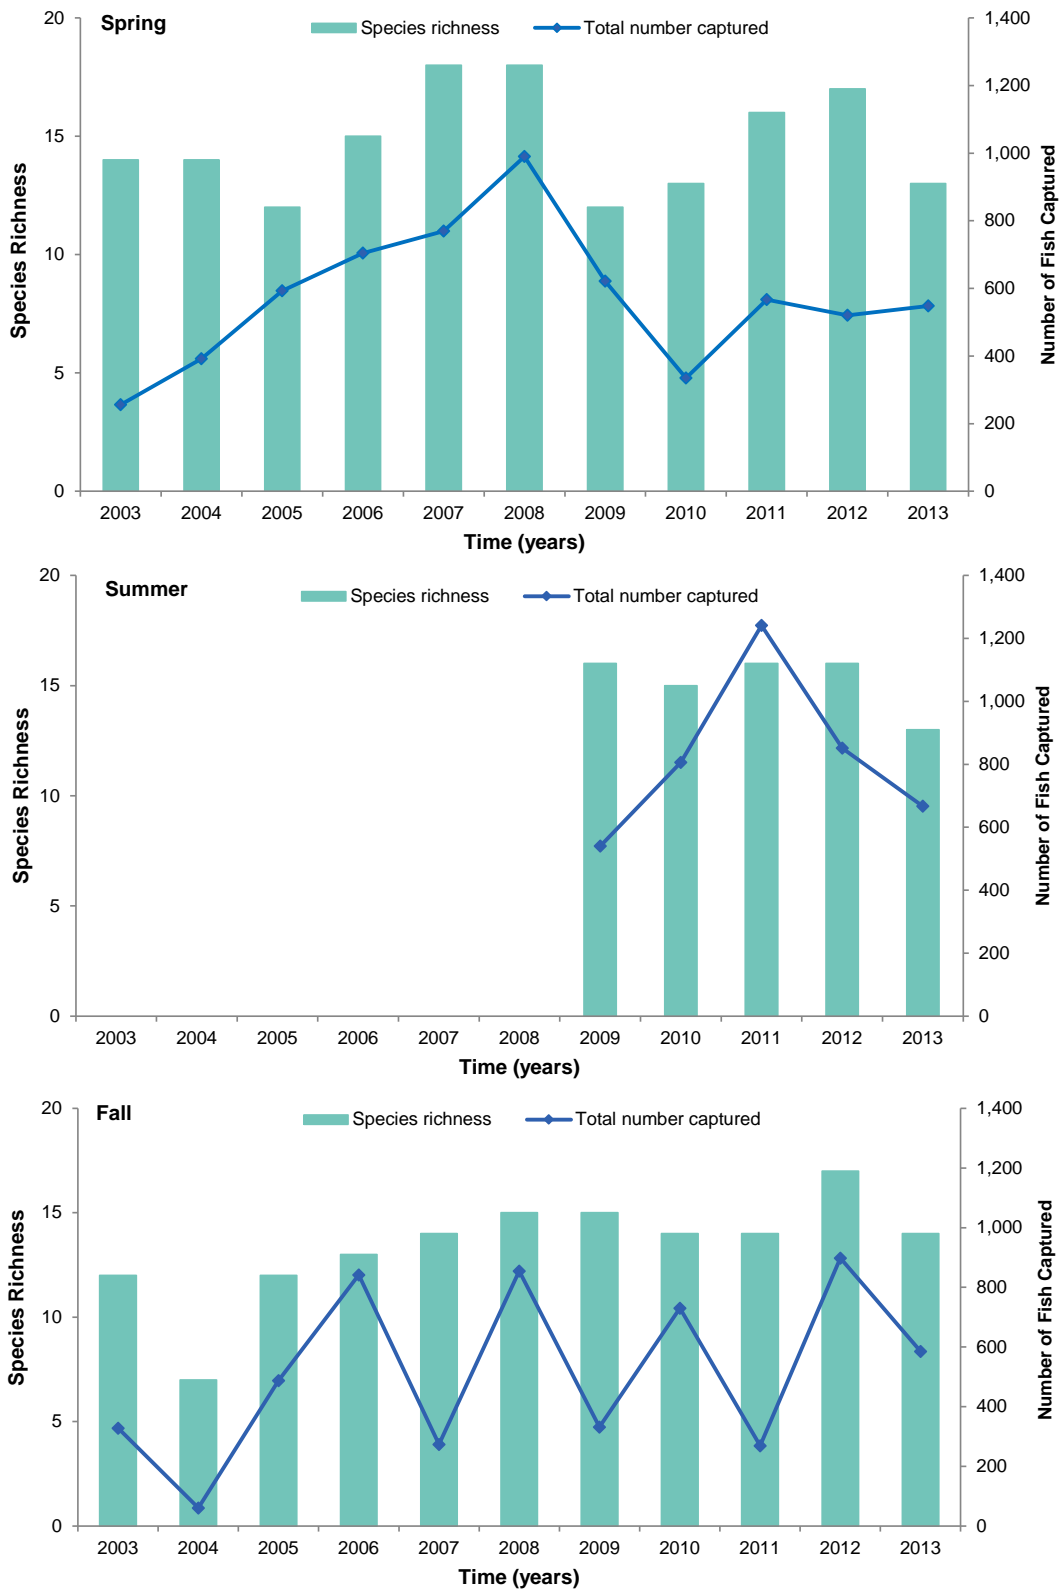 Spring
Species richness
Total number captured
20
15
10
5
0
Species Richness
1,400
1,200
1,000
800
600
400
200
0
Number of Fish Captured
2003 2004 2005 2006 2007 2008 2009 2010 2011 2012 2013
Time (years)
Summer
Species richness
Total number captured
20
15
10
5
0
Species Richness
1,400
1,200
1,000
800
600
400
200
0
Number of Fish Captured
2003 2004 2005 2006 2007 2008 2009 2010 2011 2012 2013
Time (years)
Fall
Species richness
Total number captured
20
15
10
5
0
Species Richness
1,400
1,200
1,000
800
600
400
200
0
Number of Fish Captured
2003 2004 2005 2006 2007 2008 2009 2010 2011 2012 2013
Time (years)